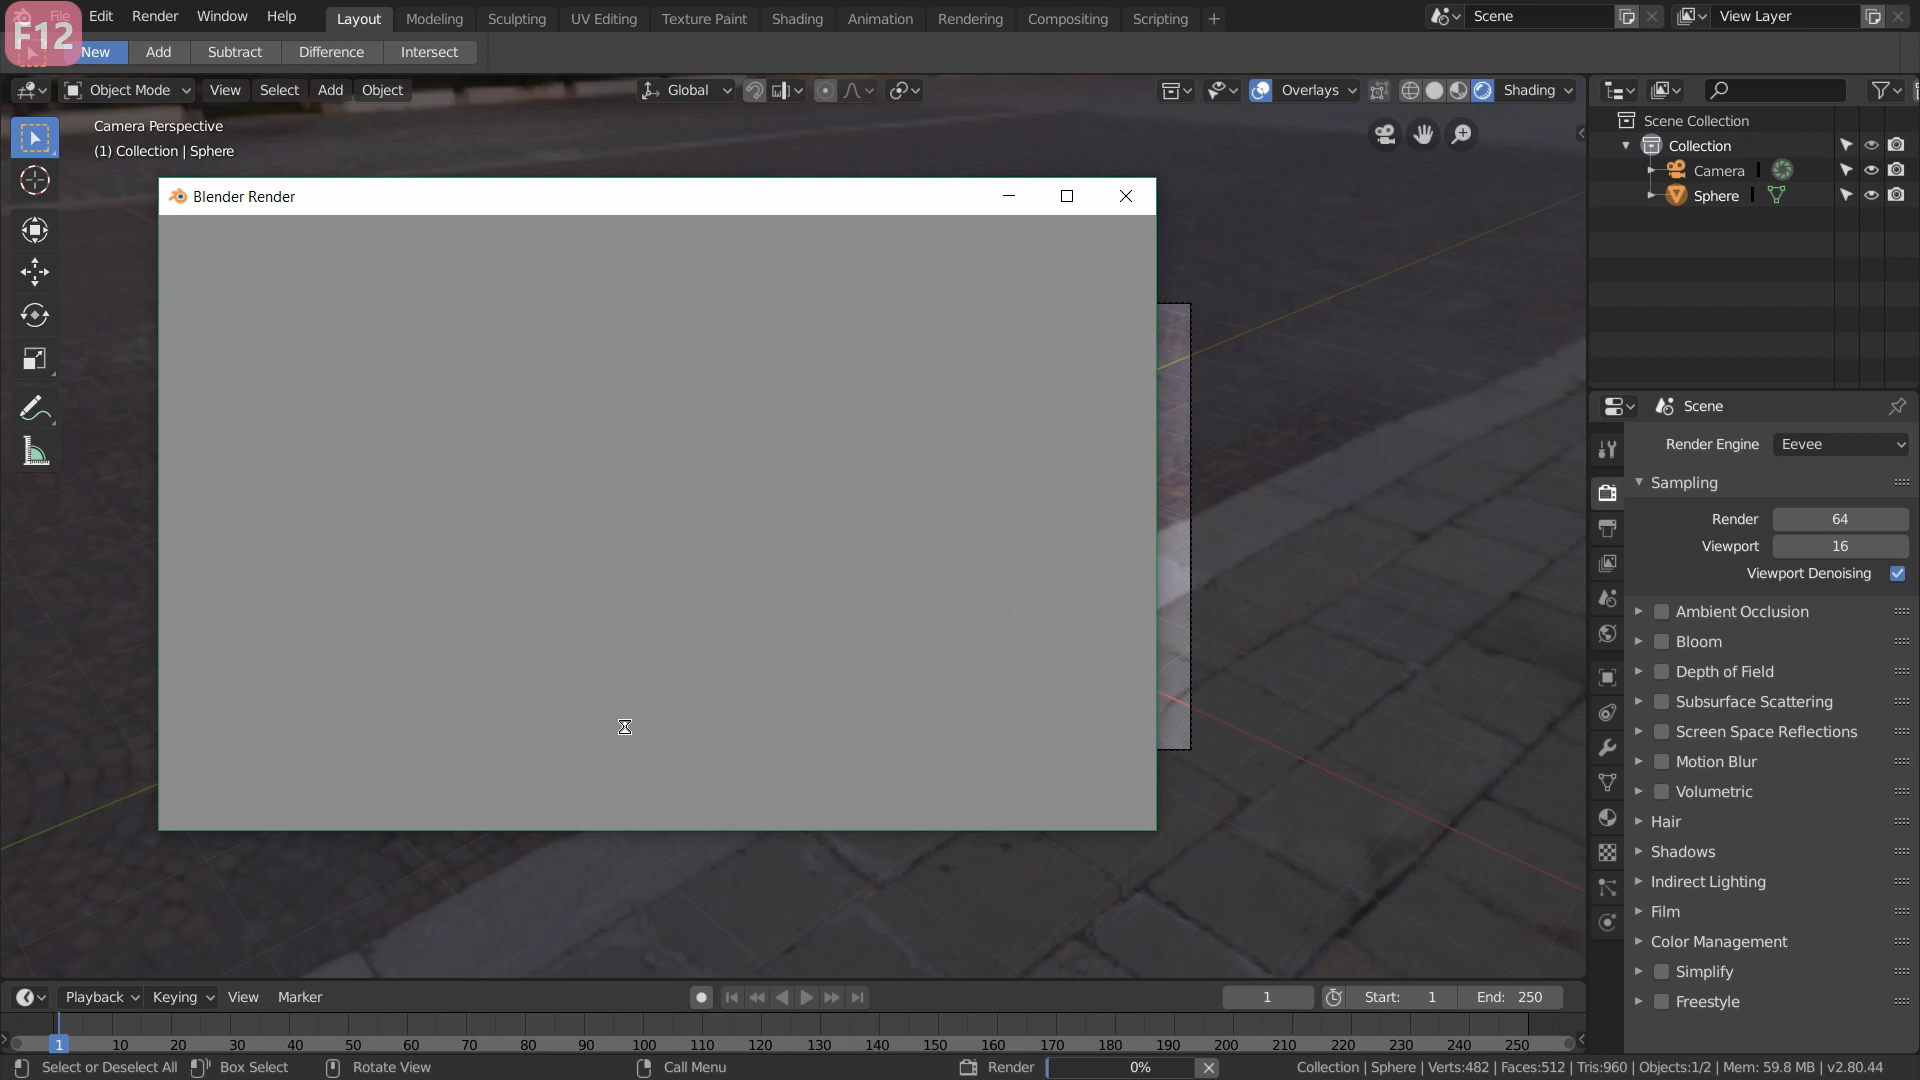 F12
File Edit Render Window Help Layout Modeling Sculpting UV Editing Texture Paint Shading Animation Rendering Compositing Scripting + Scene View Layer
New Add Subtract Difference Intersect
Object Mode View Select Add Object Global Overlays Shading
Camera Perspective
(1) Collection | Sphere
Blender Render
Scene Collection
Collection
Camera
Sphere
Scene
Render Engine Eevee
Sampling
Render 64
Viewport 16
Viewport Denoising
Ambient Occlusion
Bloom
Depth of Field
Subsurface Scattering
Screen Space Reflections
Motion Blur
Volumetric
Hair
Shadows
Indirect Lighting
Film
Color Management
Simplify
Freestyle
Playback Keying View Marker 1 Start: 1 End: 250
1 10 20 30 40 50 60 70 80 90 100 110 120 130 140 150 160 170 180 190 200 210 220 230 240 250
Select or Deselect All Box Select Rotate View Call Menu Render 0% Collection | Sphere | Verts:482 | Faces:512 | Tris:960 | Objects:1/2 | Mem: 59.8 MB | v2.80.44